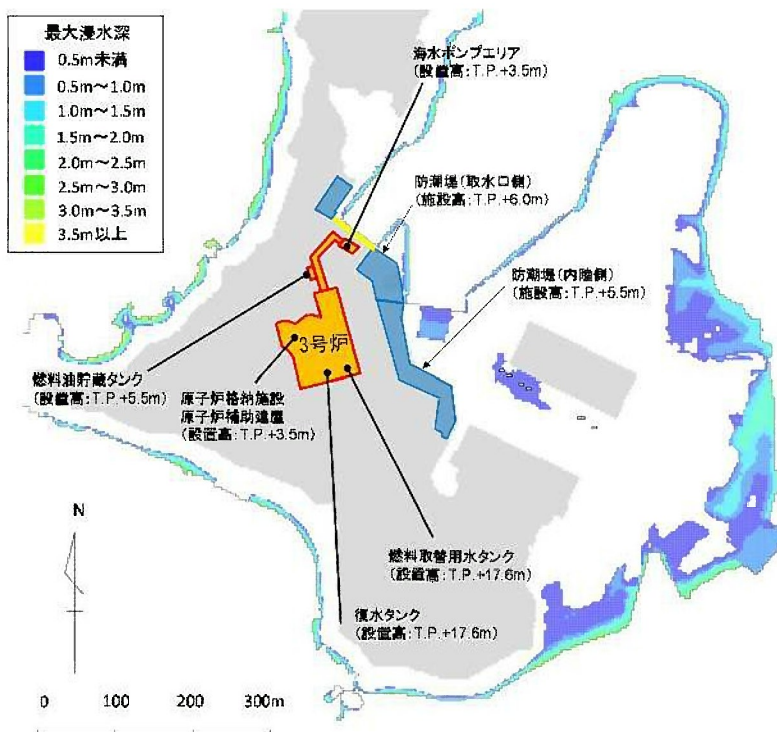 最大浸水深
0.5m未満
0.5m～1.0m
1.0m～1.5m
1.5m～2.0m
2.0m～2.5m
2.5m～3.0m
3.0m～3.5m
3.5m以上
海水ポンプエリア
(設置高:T.P.+3.5m)
防潮堤(取水口側)
(施設高:T.P.+6.0m)
防潮堤(内陸側)
(施設高:T.P.+5.5m)
3号炉
燃料油貯蔵タンク
(設置高:T.P.+5.5m)
原子炉格納施設
原子炉補助建屋
(設置高:T.P.+3.5m)
燃料取替用水タンク
(設置高:T.P.+17.6m)
復水タンク
(設置高:T.P.+17.6m)
N
0 100 200 300m